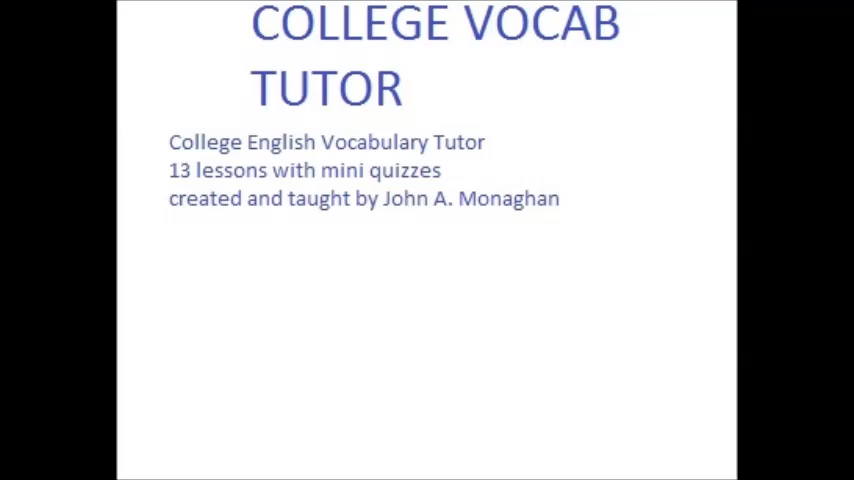 COLLEGE VOCAB
TUTOR
College English Vocabulary Tutor
13 lessons with mini quizzes
created and taught by John A. Monaghan